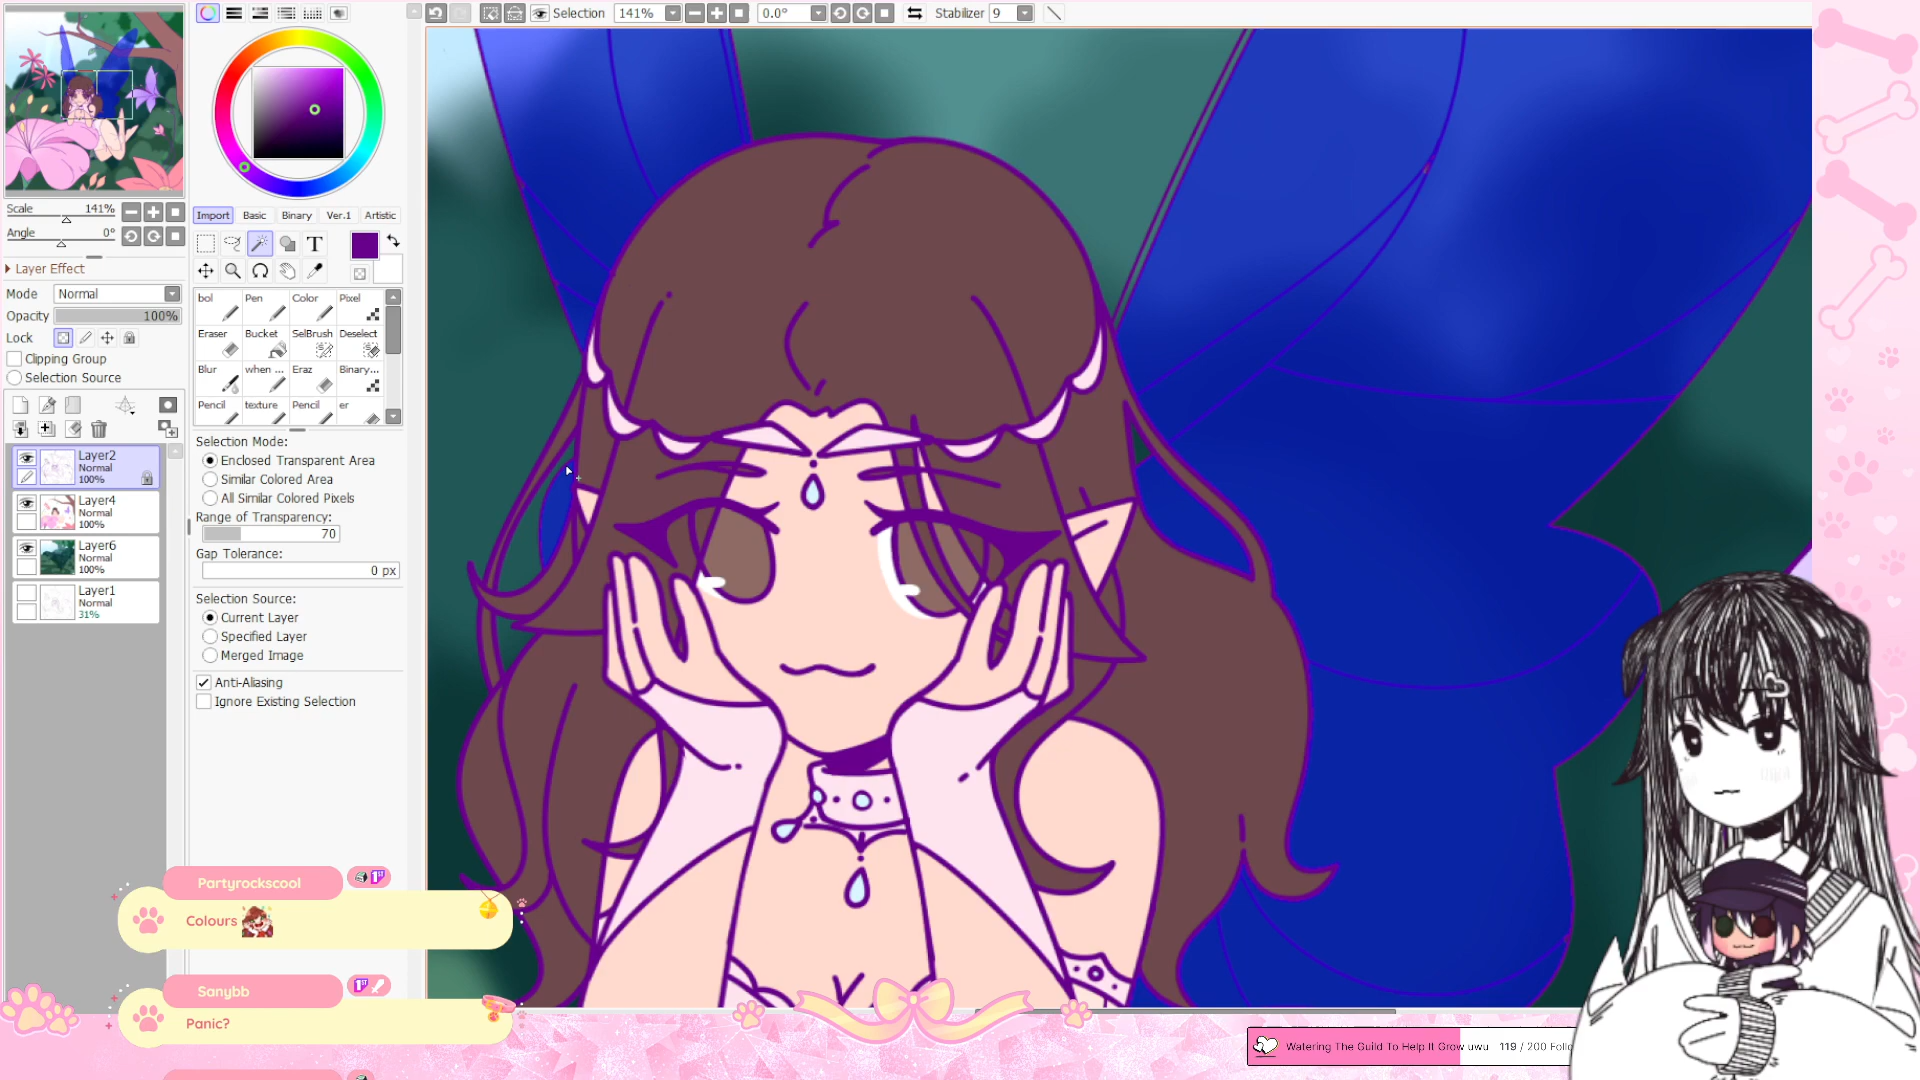 Selection
141%
0.0°
Stabilizer 9
Scale 141%
Angle 0°
Layer Effect
Mode Normal
Opacity 100%
Lock
Clipping Group
Selection Source
Layer2
Normal
100%
Layer4
Normal
100%
Layer6
Normal
100%
Layer1
Normal
31%
Import Basic Binary Ver.1 Artistic
T
bol Pen Color Pixel
Eraser Bucket SelBrush Deselect
Blur when ... Eraz Binary...
Pencil texture Pencil er
Selection Mode:
Enclosed Transparent Area
Similar Colored Area
All Similar Colored Pixels
Range of Transparency:
70
Gap Tolerance:
0 px
Selection Source:
Current Layer
Specified Layer
Merged Image
Anti-Aliasing
Ignore Existing Selection
Partyrockscool
1ST
Colours
Sanybb
1ST
Panic?
Watering The Guild To Help It Grow uwu 119 / 200 Follo